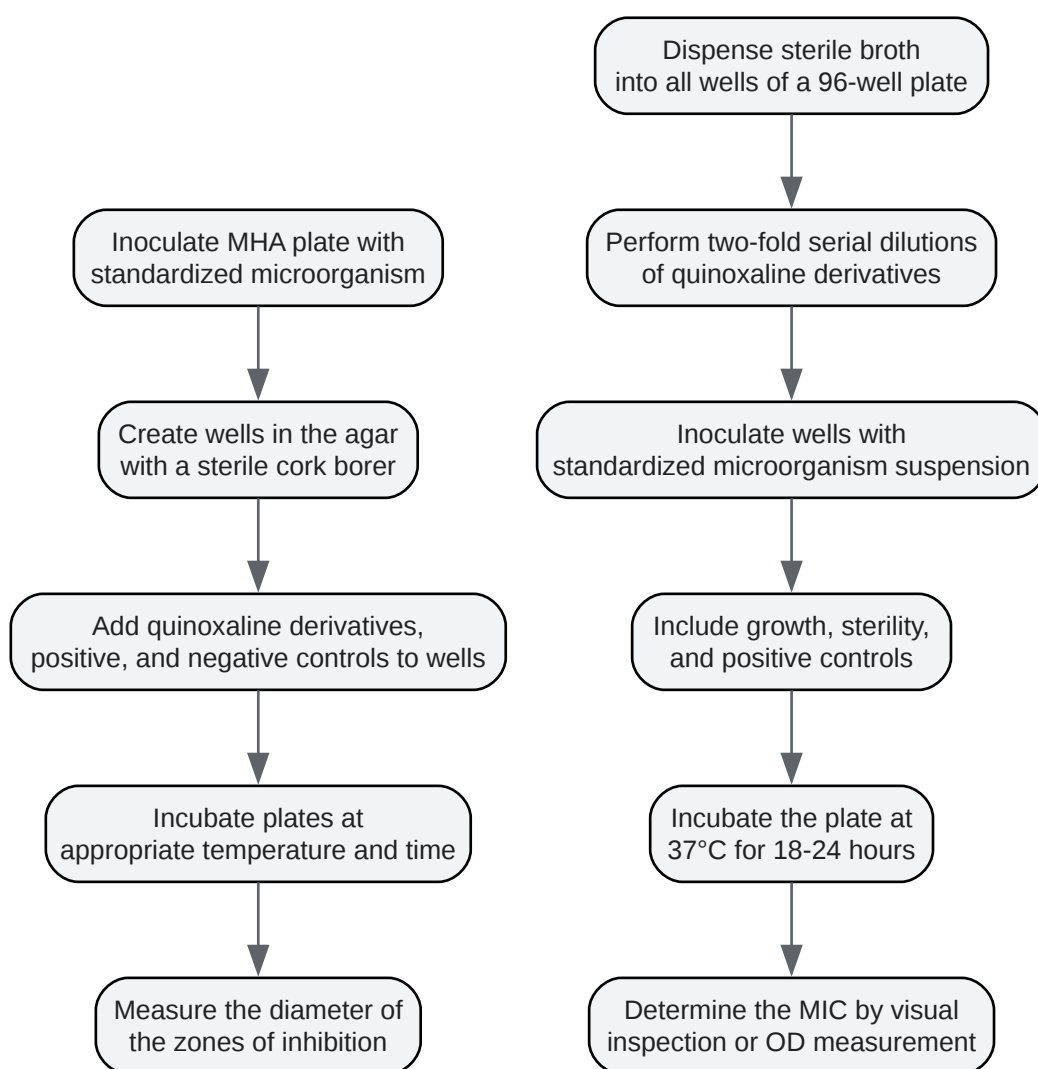 Inoculate MHA plate with
standardized microorganism
Create wells in the agar
with a sterile cork borer
Add quinoxaline derivatives,
positive, and negative controls to wells
Incubate plates at
appropriate temperature and time
Measure the diameter of
the zones of inhibition
Dispense sterile broth
into all wells of a 96-well plate
Perform two-fold serial dilutions
of quinoxaline derivatives
Inoculate wells with
standardized microorganism suspension
Include growth, sterility,
and positive controls
Incubate the plate at
37°C for 18-24 hours
Determine the MIC by visual
inspection or OD measurement